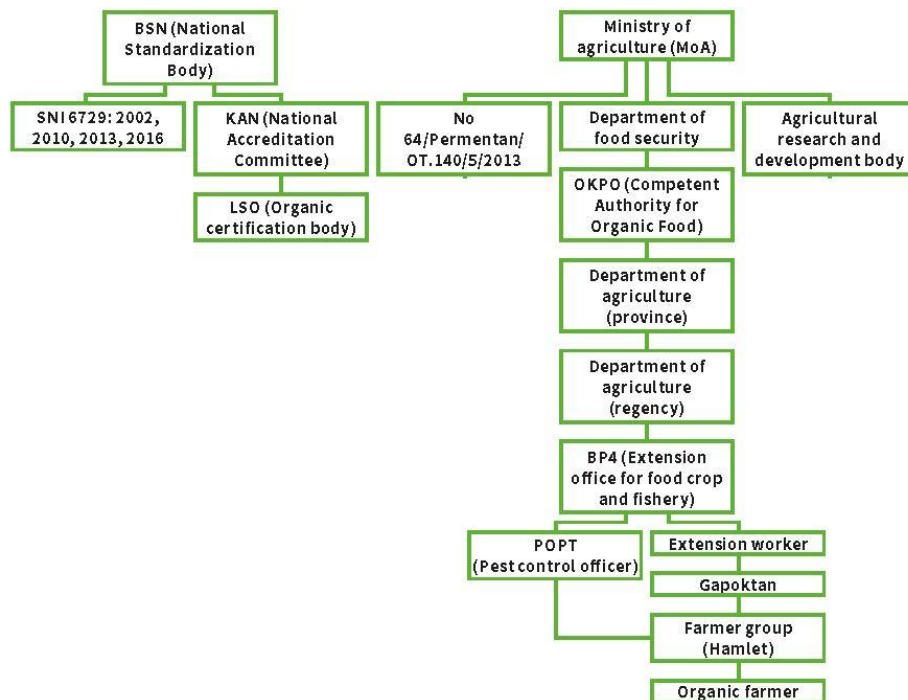 BSN (National
Standardization
Body)
SNI 6729: 2002,
2010, 2013, 2016
KAN (National
Accreditation
Committee)
LSO (Organic
certification body)
Ministry of
agriculture (MoA)
No
64/Permentan/
OT.140/5/2013
Department of
food security
Agricultural
research and
development body
OKPO (Competent
Authority for
Organic Food)
Department of
agriculture
(province)
Department of
agriculture
(regency)
BP4 (Extension
office for food crop
and fishery)
POPT
(Pest control officer)
Extension worker
Gapoktan
Farmer group
(Hamlet)
Organic farmer